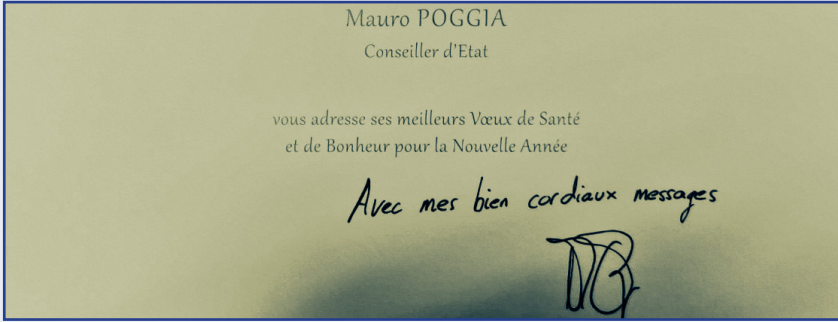 Mauro POGGIA
Conseiller d'Etat
vous adresse ses meilleurs Vœux de Santé
et de Bonheur pour la Nouvelle Année
Avec mes bien cordiaux messages